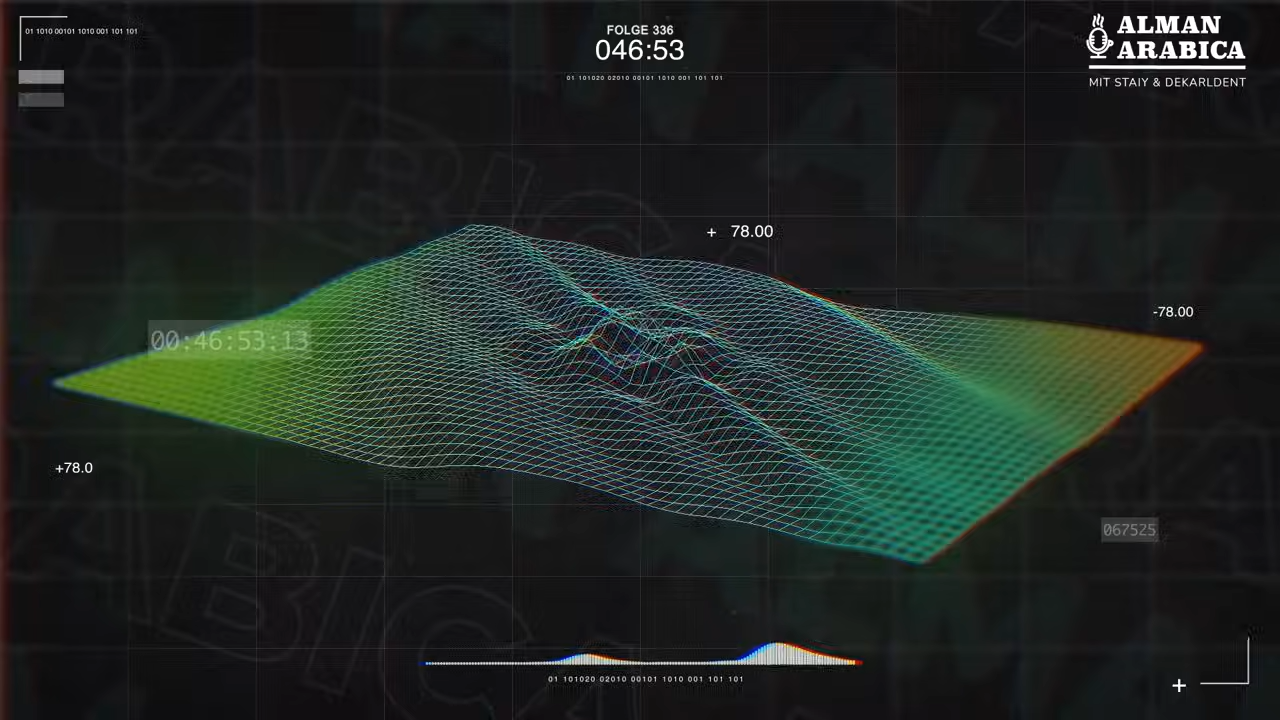 01 1010 00101 1010 001 101 101
FOLGE 336
046:53
01 101020 02010 00101 1010 001 101 101
ALMAN
ARABICA
MIT STAIY & DEKARLDENT
+ 78.00
-78.00
00:46:53:13
+78.0
067525
ABIC
01 101020 02010 00101 1010 001 101 101
+